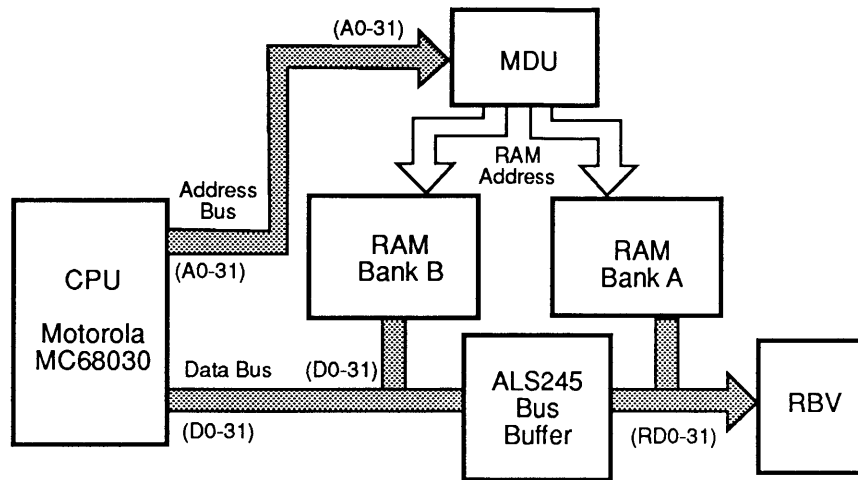 (A0-31)
MDU
RAM
Address
Address
Bus
(A0-31)
CPU
Motorola
MC68030
RAM
Bank B
RAM
Bank A
Data Bus
(D0-31)
(D0-31)
ALS245
Bus
Buffer
(RD0-31)
RBV